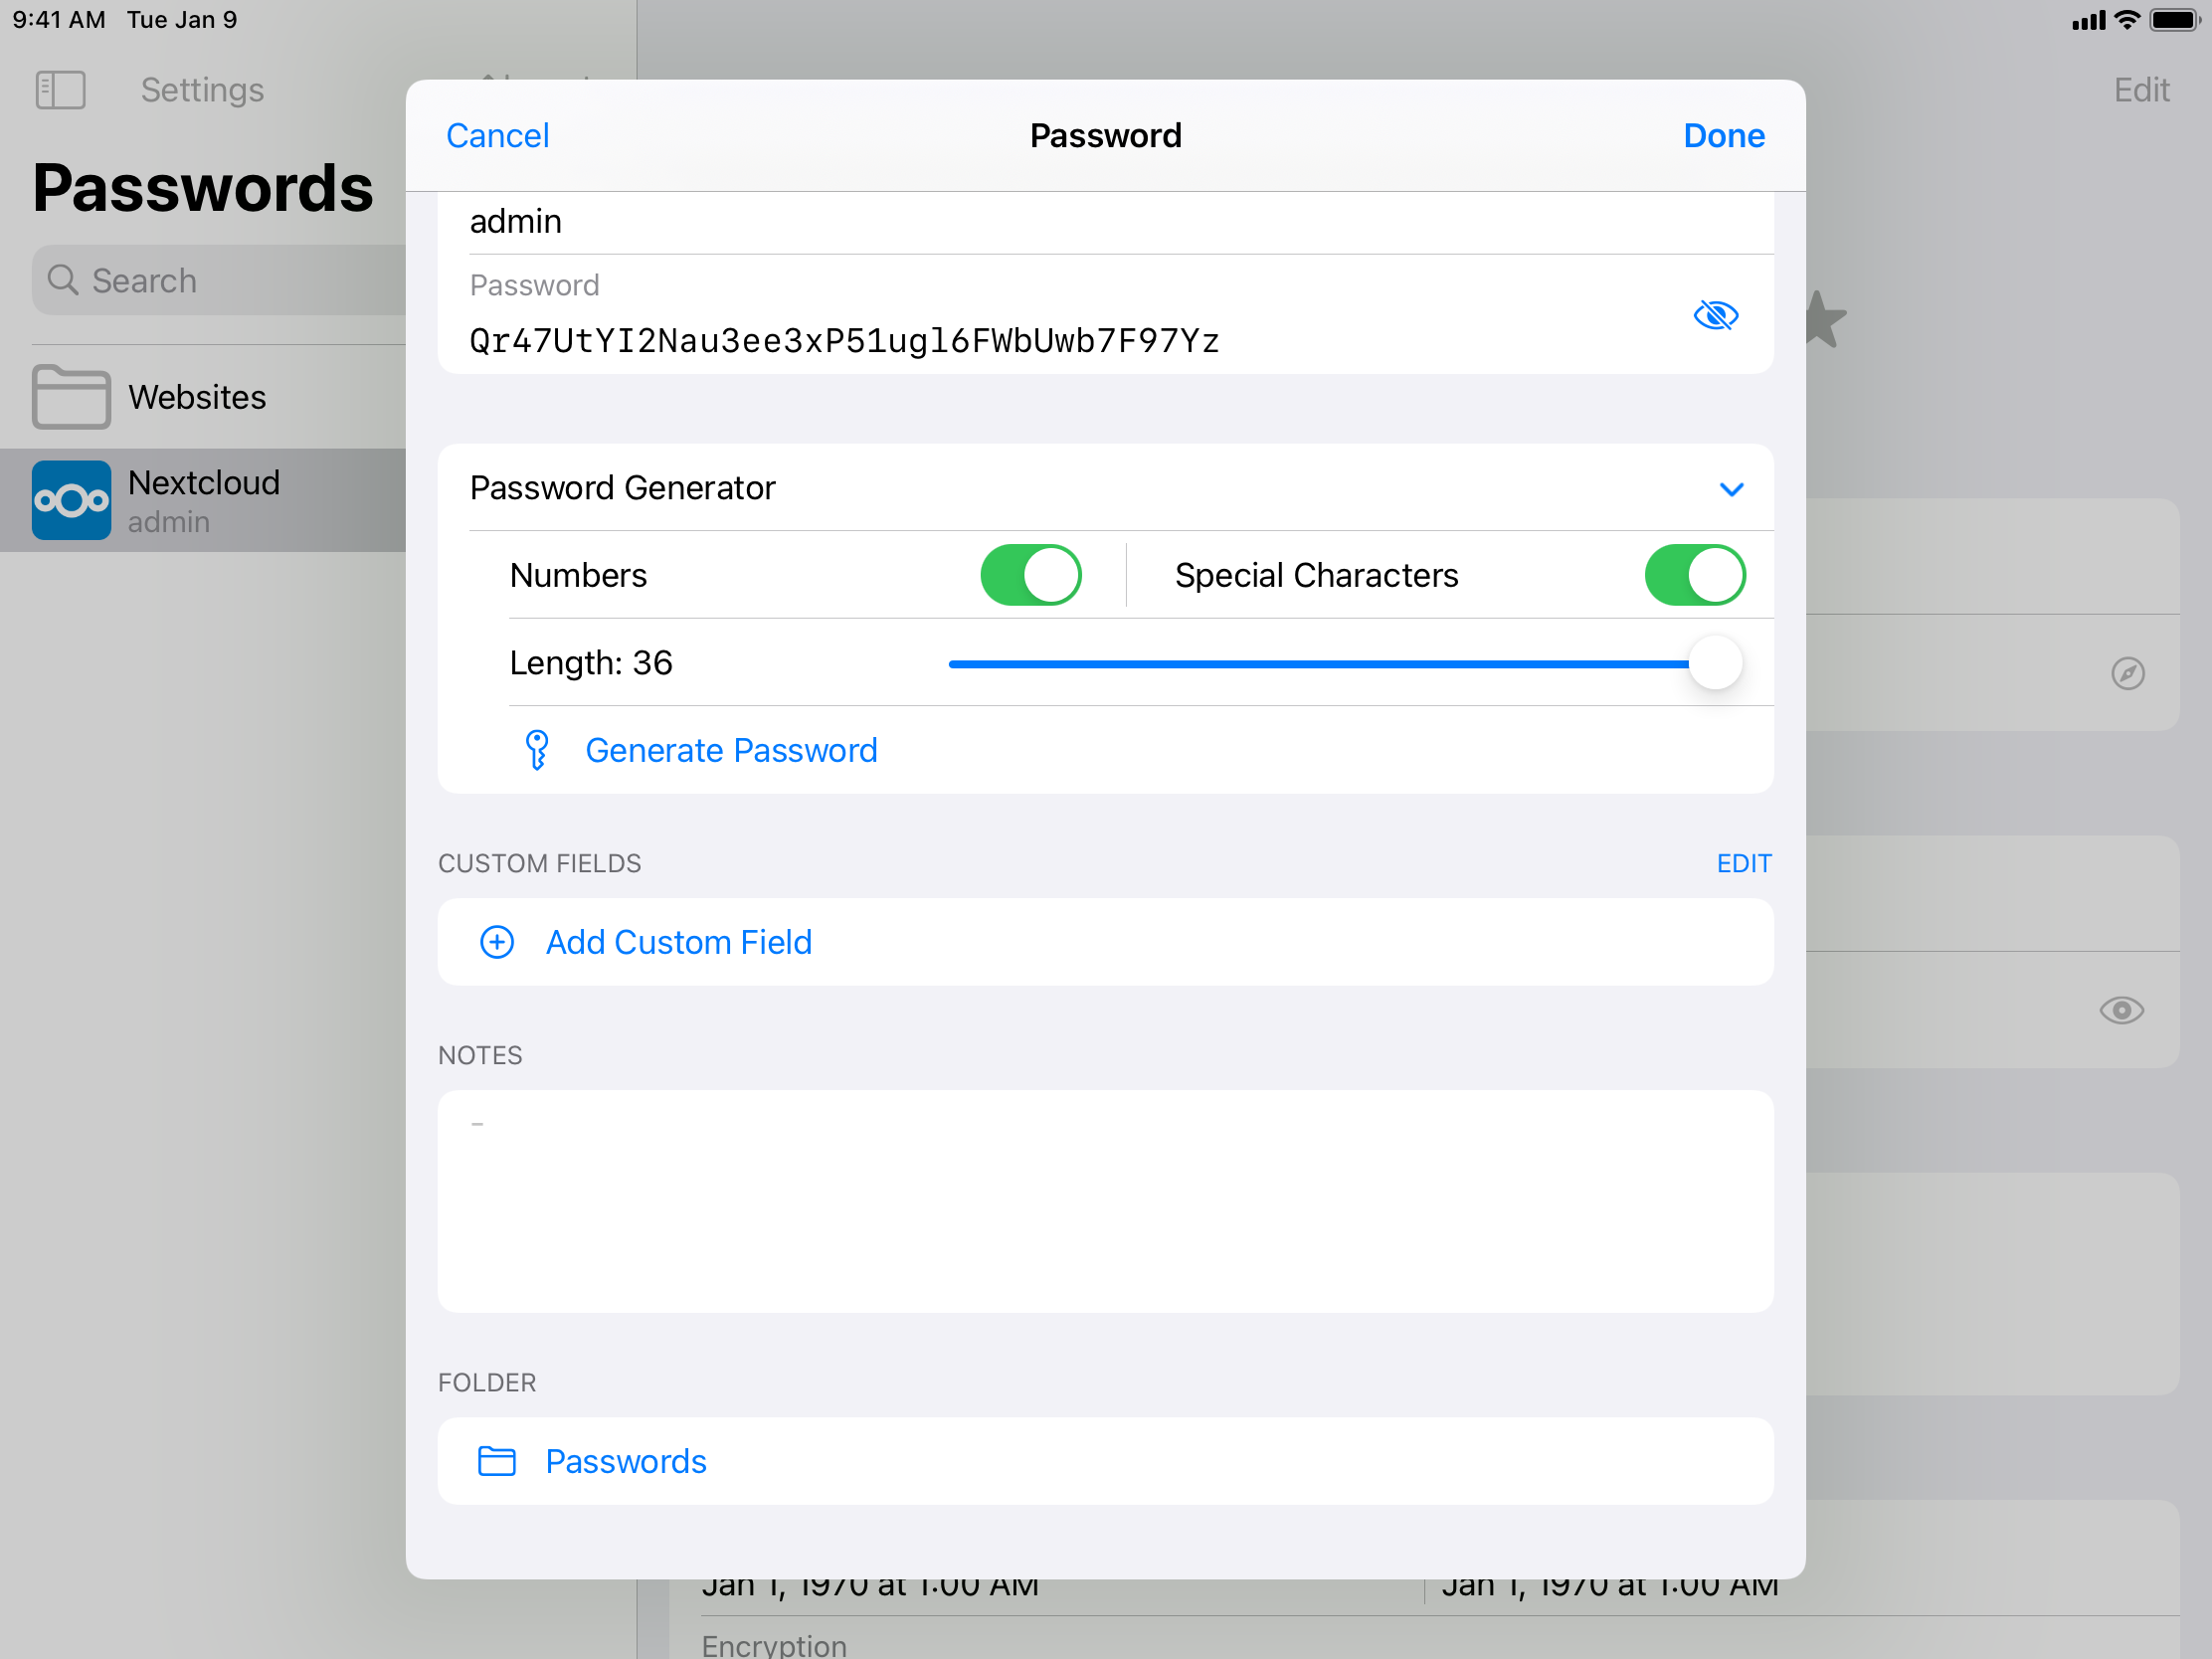 9:41 AM Tue Jan 9
Settings
Edit
Passwords
Search
Websites
Nextcloud
admin
Cancel
Password
Done
admin
Password
Qr47UtYI2Nau3ee3xP51ugl6FWbUwb7F97Yz
Password Generator
Numbers
Special Characters
Length: 36
Generate Password
CUSTOM FIELDS
EDIT
Add Custom Field
NOTES
-
FOLDER
Passwords
Jan 1, 1970 at 1:00 AM
Jan 1, 1970 at 1:00 AM
Encryption